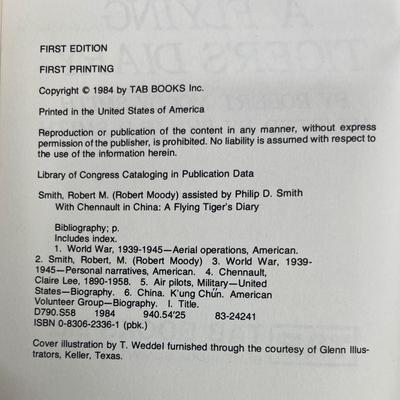 FIRST EDITION
FIRST PRINTING
Copyright © 1984 by TAB BOOKS Inc.
Printed in the United States of America
Reproduction or publication of the content in any manner, without express
permission of the publisher, is prohibited. No liability is assumed with respect to
the use of the information herein.
Library of Congress Cataloging in Publication Data
Smith, Robert M. (Robert Moody) assisted by Philip D. Smith
With Chennault in China: A Flying Tiger's Diary
Bibliography; p.
Includes index.
1. World War, 1939-1945—Aerial operations, American.
2. Smith, Robert, M. (Robert Moody) 3. World War, 1939-
1945—Personal narratives, American. 4. Chennault,
Claire Lee, 1890-1958. 5. Air pilots, Military—United
States—Biography. 6. China. K'ung Chün. American
Volunteer Group—Biography. I. Title.
D790.S58 1984 940.54'25 83-24241
ISBN 0-8306-2336-1 (pbk.)
Cover illustration by T. Weddel furnished through the courtesy of Glenn Illus-
trators, Keller, Texas.